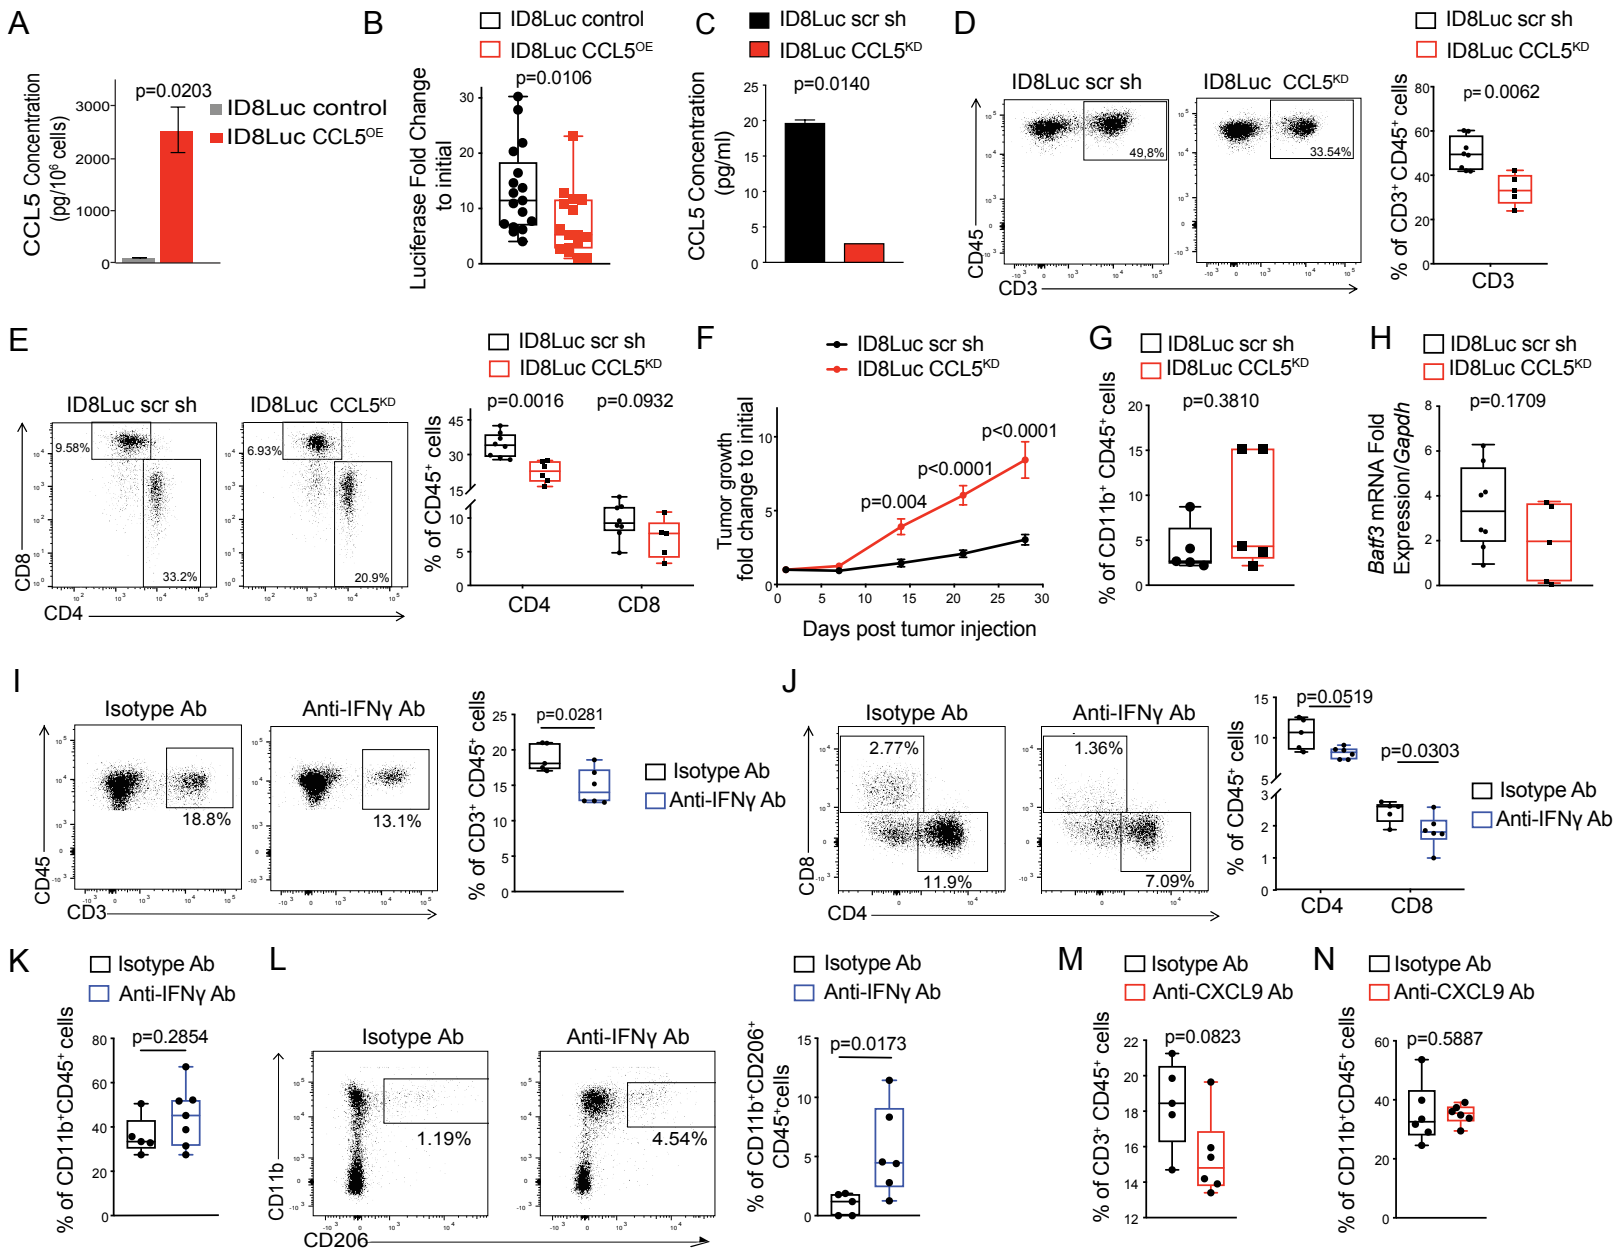 A
CCL5 Concentration
(pg/10⁶ cells)
3000
2000
1000
0
p=0.0203
ID8Luc control
ID8Luc CCL5ᴼᴱ
B
ID8Luc control
ID8Luc CCL5ᴼᴱ
p=0.0106
Luciferase Fold Change
to initial
30
20
10
0
C
ID8Luc scr sh
ID8Luc CCL5ᴷᴰ
p=0.0140
CCL5 Concentration
(pg/ml)
25
20
15
10
5
0
D
ID8Luc scr sh
ID8Luc CCL5ᴷᴰ
49,8%
33.54%
CD45
CD3
ID8Luc scr sh
ID8Luc CCL5ᴷᴰ
p= 0.0062
% of CD3⁺ CD45⁺ cells
80
60
40
20
0
CD3
E
ID8Luc scr sh
ID8Luc CCL5ᴷᴰ
9.58%
33.2%
6.93%
20.9%
CD8
CD4
ID8Luc scr sh
ID8Luc CCL5ᴷᴰ
p=0.0016
p=0.0932
% of CD45⁺ cells
45
30
15
10
5
0
CD4
CD8
F
ID8Luc scr sh
ID8Luc CCL5ᴷᴰ
Tumor growth
fold change to initial
10
5
0
p=0.004
p<0.0001
p<0.0001
0 5 10 15 20 25 30
Days post tumor injection
G
ID8Luc scr sh
ID8Luc CCL5ᴷᴰ
p=0.3810
% of CD11b⁺ CD45⁺ cells
20
15
10
5
0
H
ID8Luc scr sh
ID8Luc CCL5ᴷᴰ
p=0.1709
Batf3 mRNA Fold
Expression/Gapdh
8
6
4
2
0
I
Isotype Ab
Anti-IFNγ Ab
18.8%
13.1%
CD45
CD3
p=0.0281
% of CD3⁺ CD45⁺ cells
25
20
15
10
5
0
Isotype Ab
Anti-IFNγ Ab
J
Isotype Ab
Anti-IFNγ Ab
2.77%
11.9%
1.36%
7.09%
CD8
CD4
p=0.0519
p=0.0303
% of CD45⁺ cells
15
10
5
3
2
1
0
CD4
CD8
Isotype Ab
Anti-IFNγ Ab
K
Isotype Ab
Anti-IFNγ Ab
p=0.2854
% of CD11b⁺CD45⁺ cells
80
60
40
20
0
L
Isotype Ab
Anti-IFNγ Ab
1.19%
4.54%
CD11b
CD206
Isotype Ab
Anti-IFNγ Ab
p=0.0173
% of CD11b⁺CD206⁺
CD45⁺cells
15
10
5
0
M
Isotype Ab
Anti-CXCL9 Ab
p=0.0823
% of CD3⁺ CD45⁺ cells
22
20
18
16
14
12
N
Isotype Ab
Anti-CXCL9 Ab
p=0.5887
% of CD11b⁺CD45⁺ cells
60
40
20
0